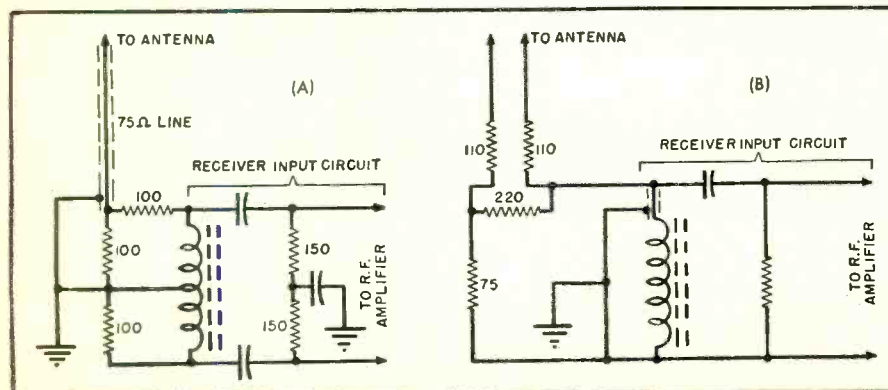 TO ANTENNA
(A)
75Ω LINE
RECEIVER INPUT CIRCUIT
100
100
100
150
150
TO R.F.
AMPLIFIER
TO ANTENNA
(B)
110
110
RECEIVER INPUT CIRCUIT
220
75
TO R.F.
AMPLIFIER